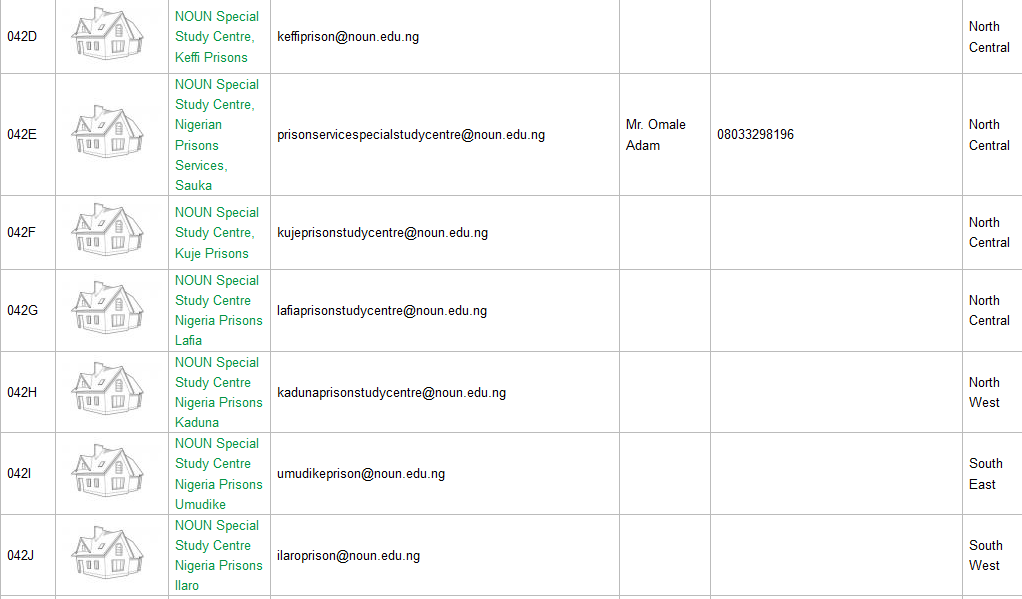 042D
NOUN Special
Study Centre,
Keffi Prisons
keffiprison@noun.edu.ng
North
Central
042E
NOUN Special
Study Centre,
Nigerian
Prisons
Services,
Sauka
prisonservicespecialstudycentre@noun.edu.ng
Mr. Omale
Adam
08033298196
North
Central
042F
NOUN Special
Study Centre,
Kuje Prisons
kujeprisonstudycentre@noun.edu.ng
North
Central
042G
NOUN Special
Study Centre
Nigeria Prisons
Lafia
lafiaprisonstudycentre@noun.edu.ng
North
Central
042H
NOUN Special
Study Centre
Nigeria Prisons
Kaduna
kadunaprisonstudycentre@noun.edu.ng
North
West
042I
NOUN Special
Study Centre
Nigeria Prisons
Umudike
umudikeprison@noun.edu.ng
South
East
042J
NOUN Special
Study Centre
Nigeria Prisons
Ilaro
ilaroprison@noun.edu.ng
South
West